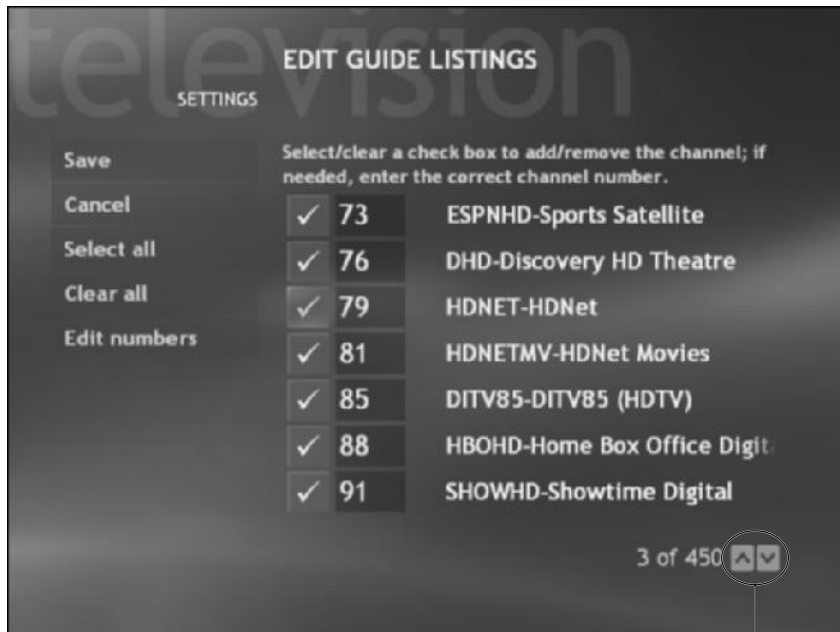 television
EDIT GUIDE LISTINGS
SETTINGS
Save
Cancel
Select all
Clear all
Edit numbers
Select/clear a check box to add/remove the channel; if
needed, enter the correct channel number.
73 ESPNHD-Sports Satellite
76 DHD-Discovery HD Theatre
79 HDNET-HDNet
81 HDNETMV-HDNet Movies
85 DITV85-DITV85 (HDTV)
88 HBOHD-Home Box Office Digit
91 SHOWHD-Showtime Digital
3 of 450